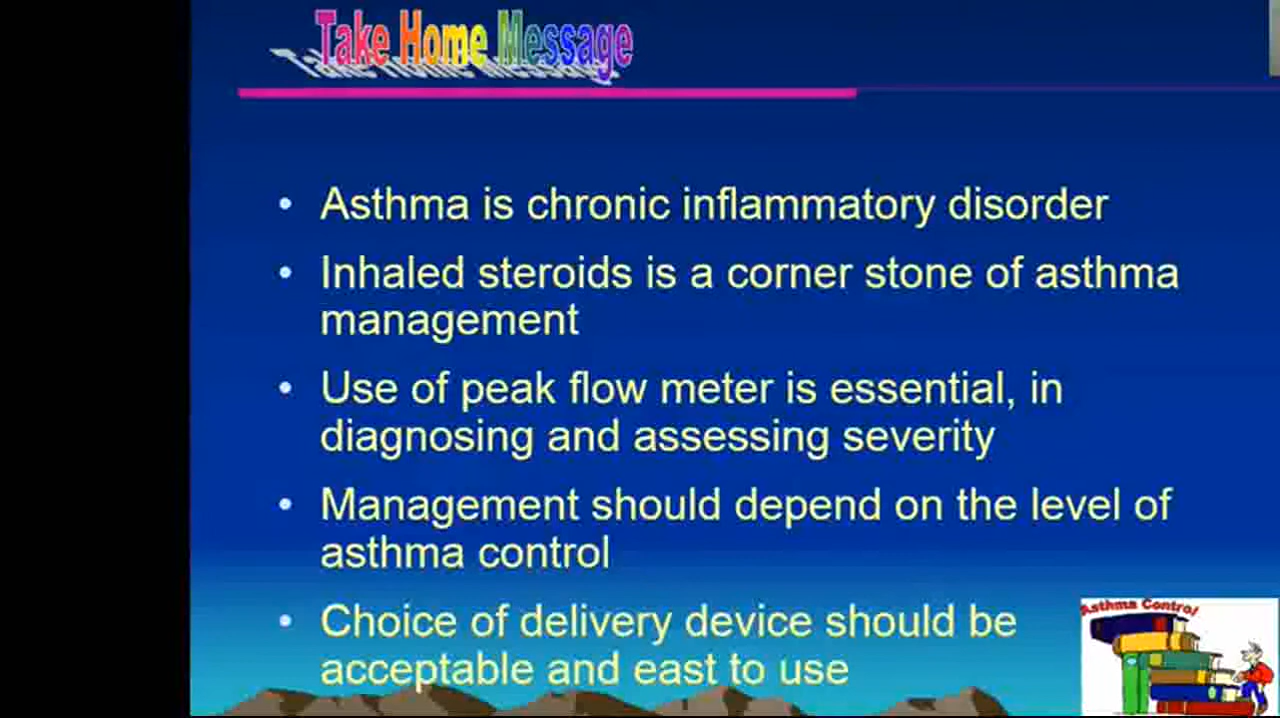 Take Home Message
• Asthma is chronic inflammatory disorder
• Inhaled steroids is a corner stone of asthma
management
• Use of peak flow meter is essential, in
diagnosing and assessing severity
• Management should depend on the level of
asthma control
• Choice of delivery device should be
acceptable and east to use
Asthma Control